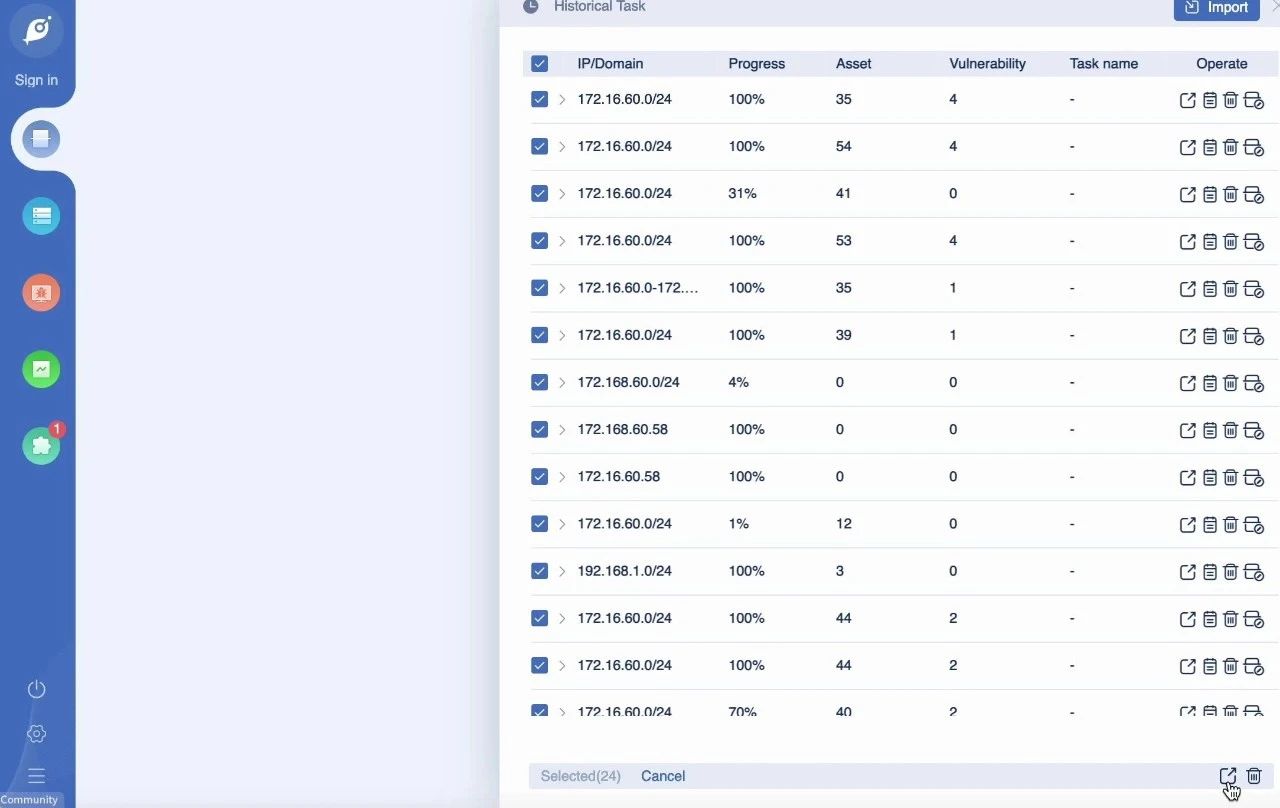 Historical Task
Import
Sign in
IP/Domain Progress Asset Vulnerability Task name Operate
172.16.60.0/24 100% 35 4 -
172.16.60.0/24 100% 54 4 -
172.16.60.0/24 31% 41 0 -
172.16.60.0/24 100% 53 4 -
172.16.60.0-172.... 100% 35 1 -
172.16.60.0/24 100% 39 1 -
172.168.60.0/24 4% 0 0 -
172.168.60.58 100% 0 0 -
1
172.16.60.58 100% 0 0 -
172.16.60.0/24 1% 12 0 -
192.168.1.0/24 100% 3 0 -
172.16.60.0/24 100% 44 2 -
172.16.60.0/24 100% 44 2 -
172.16.60.0/24 70% 40 2 -
Selected(24) Cancel
Community